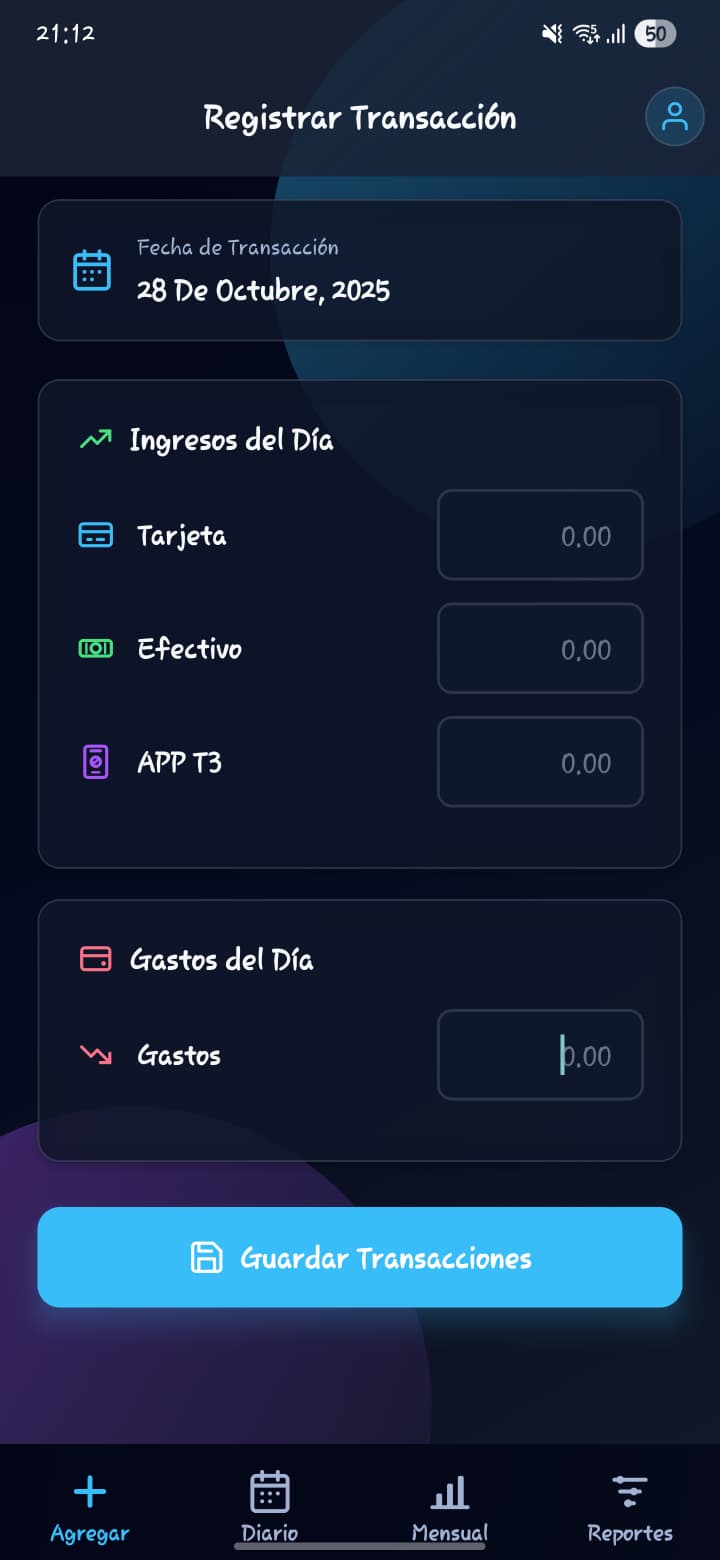 21:12
50
Registrar Transacción
Fecha de Transacción
28 De Octubre, 2025
Ingresos del Día
Tarjeta 0.00
Efectivo 0.00
APP T3 0.00
Gastos del Día
Gastos 0.00
Guardar Transacciones
Agregar Diario Mensual Reportes